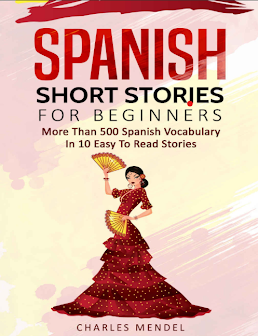 SPANISH
SHORT STORIES
FOR BEGINNERS
More Than 500 Spanish Vocabulary
In 10 Easy To Read Stories
CHARLES MENDEL